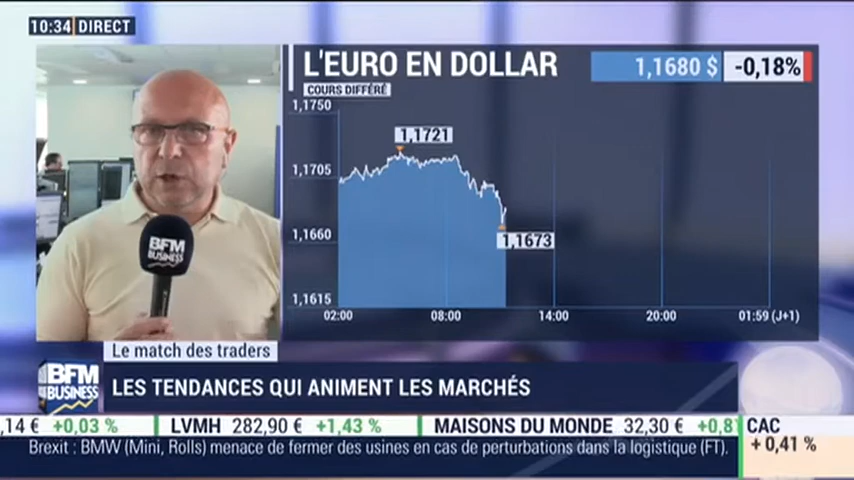 10:34 DIRECT
L'EURO EN DOLLAR
1,1680 $ -0,18%
COURS DIFFÉRÉ
1,1750
1,1721
1,1705
1,1660
1,1673
1,1615
02:00 08:00 14:00 20:00 01:59 (J+1)
BFM
BUSINESS
Le match des traders
BFM
BUSINESS
LES TENDANCES QUI ANIMENT LES MARCHÉS
,14 € +0,03 % LVMH 282,90 € +1,43 % MAISONS DU MONDE 32,30 € +0,8 CAC
+ 0,41 %
Brexit : BMW (Mini, Rolls) menace de fermer des usines en cas de perturbations dans la logistique (FT).